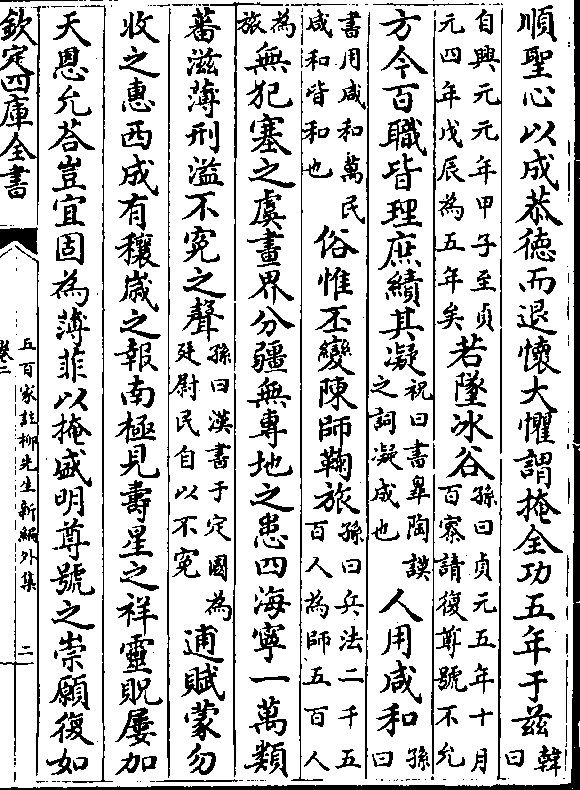 順聖心以成恭德而退懷大懼謂掩全功五年于兹韓曰
自興元元年甲子至貞元四年戊辰為五年矣若墜冰谷孫曰貞元五年十月百寮請復尊號不允
方今百職皆理庶績其凝祝曰書臯陶謨之詞凝成也人用咸和孫曰
書用咸和萬民咸和皆和也俗惟丕變陳師鞠旅孫曰兵法二千五百人為師五百人
為旅無犯塞之虞畫界分疆無專地之患四海寧一萬類
蕃滋薄刑溢不寃之聲孫曰漢書于定國為廷尉民自以不寃逋賦蒙勿
收之惠西成有穰歲之報南極見壽星之祥靈貺屢加
天恩允荅豈宜固為薄菲以掩盛明尊號之崇願復如
欽定四庫全書
五百家註柳先生新編外集 二
卷二